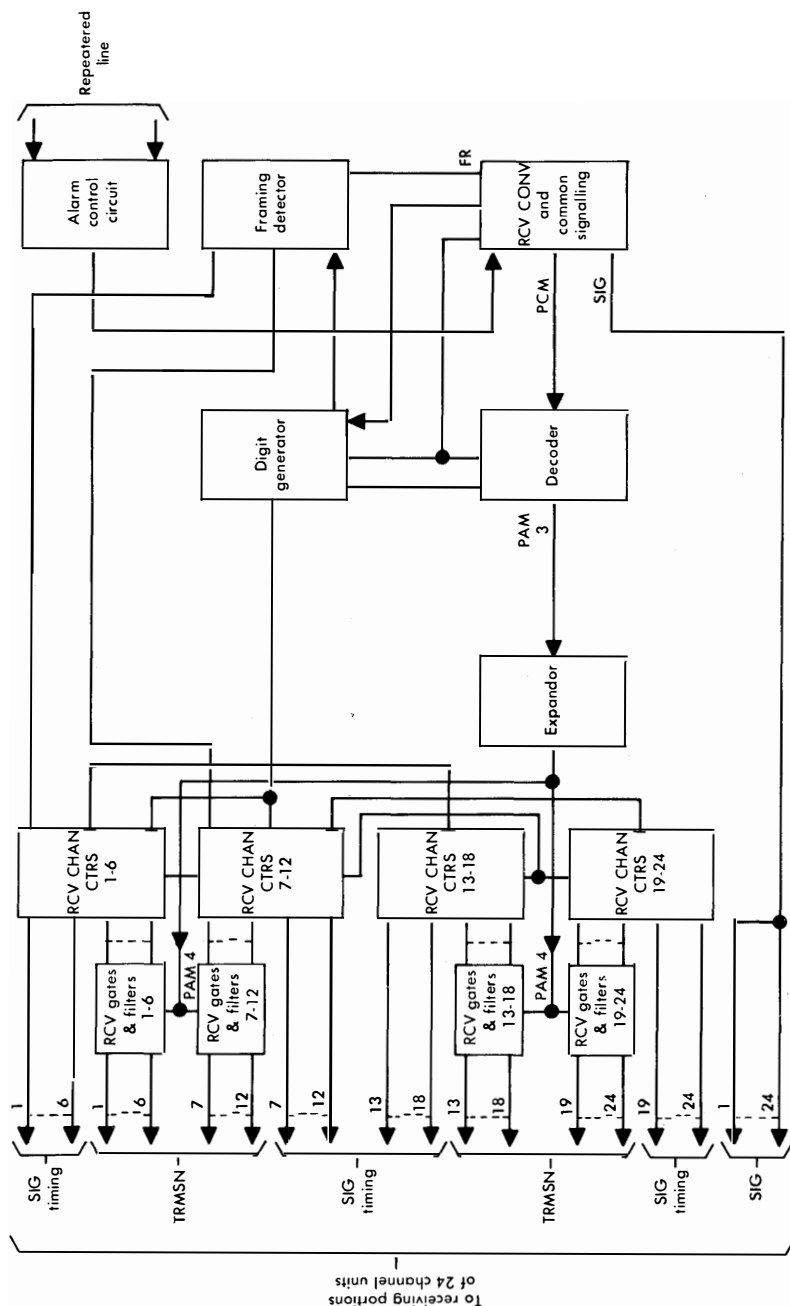 Repeatered
line
Alarm
control
circuit
Framing
detector
FR
RCV CONV
and
common
signalling
PCM
SIG
Digit
generator
Decoder
PAM
3
Expandor
RCV CHAN
CTRS
1-6
RCV CHAN
CTRS
7-12
RCV CHAN
CTRS
13-18
RCV CHAN
CTRS
19-24
RCV gates
& filters
1-6
PAM 4
RCV gates
& filters
7-12
RCV gates
& filters
13-18
PAM 4
RCV gates
& filters
19-24
1
6
1
6
7
12
7
12
13
18
13
18
19
24
19
24
1
24
SIG
timing
TRMSN
SIG
timing
TRMSN
SIG
timing
SIG
To receiving portions
of 24 channel units